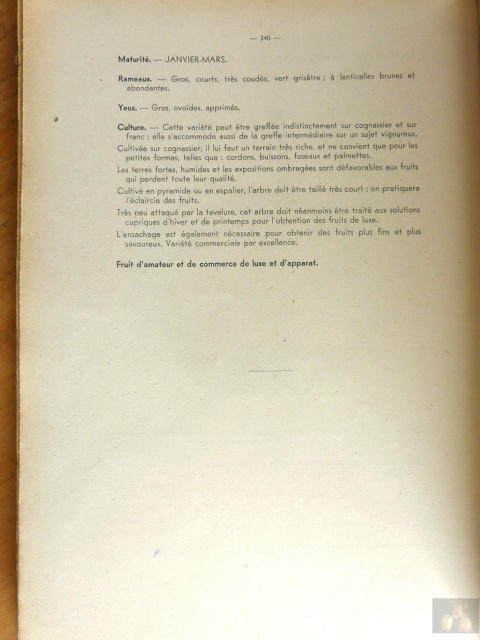 — 340 —
Maturité. — JANVIER-MARS.
Rameaux. — Gros, courts, très coudés, vert grisâtre ; à lenticelles brunes et
abondantes.
Yeux. — Gros, ovoïdes, apprimés.
Culture. — Cette variété peut être greffée indistinctement sur cognassier et sur
franc ; elle s'accommode aussi de la greffe intermédiaire sur un sujet vigoureux.
Cultivée sur cognassier, il lui faut un terrain très riche, et ne convient que pour les
petites formes, telles que : cordons, buissons, fuseaux et palmettes.
Les terres fortes, humides et les expositions ombragées sont défavorables aux fruits
qui perdent toute leur qualité.
Cultivé en pyramide ou en espalier, l'arbre doit être taillé très court ; on pratiquera
l'éclaircie des fruits.
Très peu attaqué par la tavelure, cet arbre doit néanmoins être traité aux solutions
cupriques d'hiver et de printemps pour l'obtention des fruits de luxe.
L'ensachage est également nécessaire pour obtenir des fruits plus fins et plus
savoureux. Variété commerciale par excellence.
Fruit d'amateur et de commerce de luxe et d'apparat.